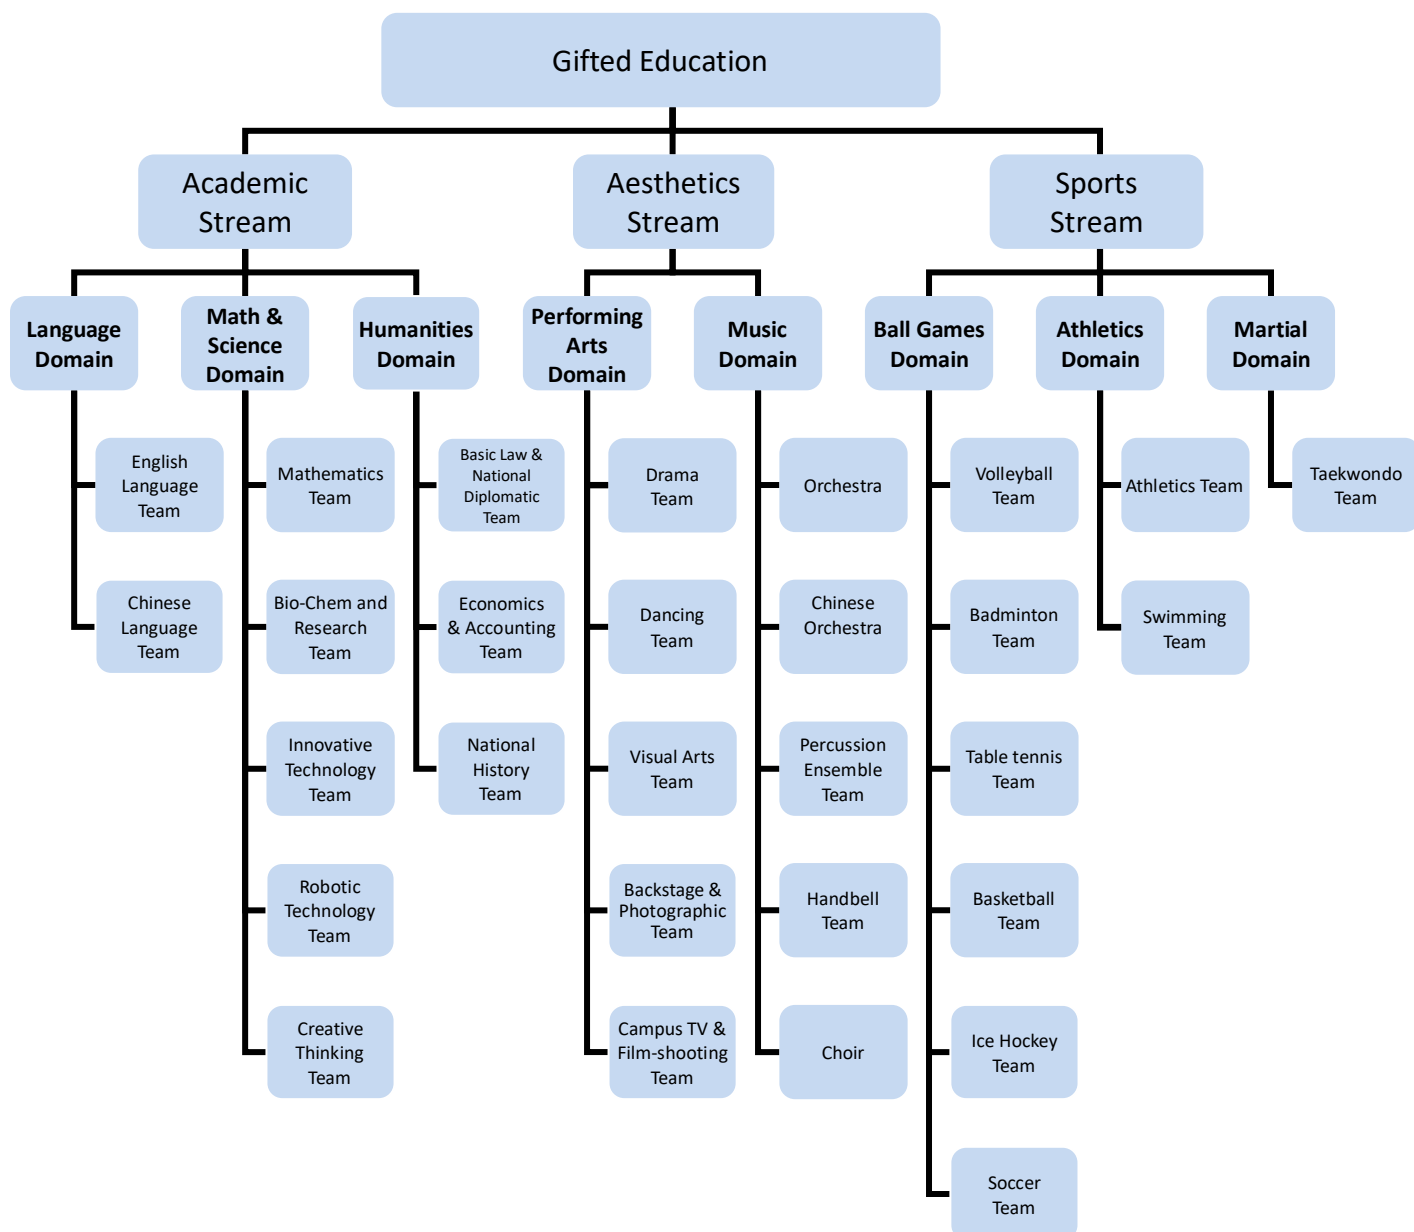 Gifted Education
Academic
Stream
Aesthetics
Stream
Sports
Stream
Language
Domain
Math &
Science
Domain
Humanities
Domain
Performing
Arts
Domain
Music
Domain
Ball Games
Domain
Athletics
Domain
Martial
Domain
English
Language
Team
Chinese
Language
Team
Mathematics
Team
Bio-Chem and
Research
Team
Innovative
Technology
Team
Robotic
Technology
Team
Creative
Thinking
Team
Basic Law &
National
Diplomatic
Team
Economics
& Accounting
Team
National
History
Team
Drama
Team
Dancing
Team
Visual Arts
Team
Backstage &
Photographic
Team
Campus TV &
Film-shooting
Team
Orchestra
Chinese
Orchestra
Percussion
Ensemble
Team
Handbell
Team
Choir
Volleyball
Team
Badminton
Team
Table tennis
Team
Basketball
Team
Ice Hockey
Team
Soccer
Team
Athletics Team
Swimming
Team
Taekwondo
Team